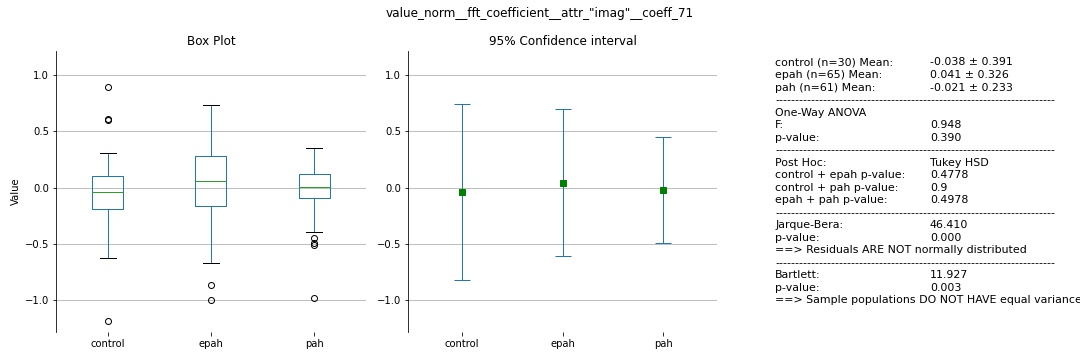 value_norm__fft_coefficient__attr_"imag"__coeff_71
Box Plot
1.0
0.5
0.0
−0.5
−1.0
Value
control epah pah
95% Confidence interval
1.0
0.5
0.0
−0.5
−1.0
control epah pah
control (n=30) Mean: -0.038 ± 0.391
epah (n=65) Mean: 0.041 ± 0.326
pah (n=61) Mean: -0.021 ± 0.233
One-Way ANOVA
F: 0.948
p-value: 0.390
Post Hoc: Tukey HSD
control + epah p-value: 0.4778
control + pah p-value: 0.9
epah + pah p-value: 0.4978
Jarque-Bera: 46.410
p-value: 0.000
==> Residuals ARE NOT normally distributed
Bartlett: 11.927
p-value: 0.003
==> Sample populations DO NOT HAVE equal variance